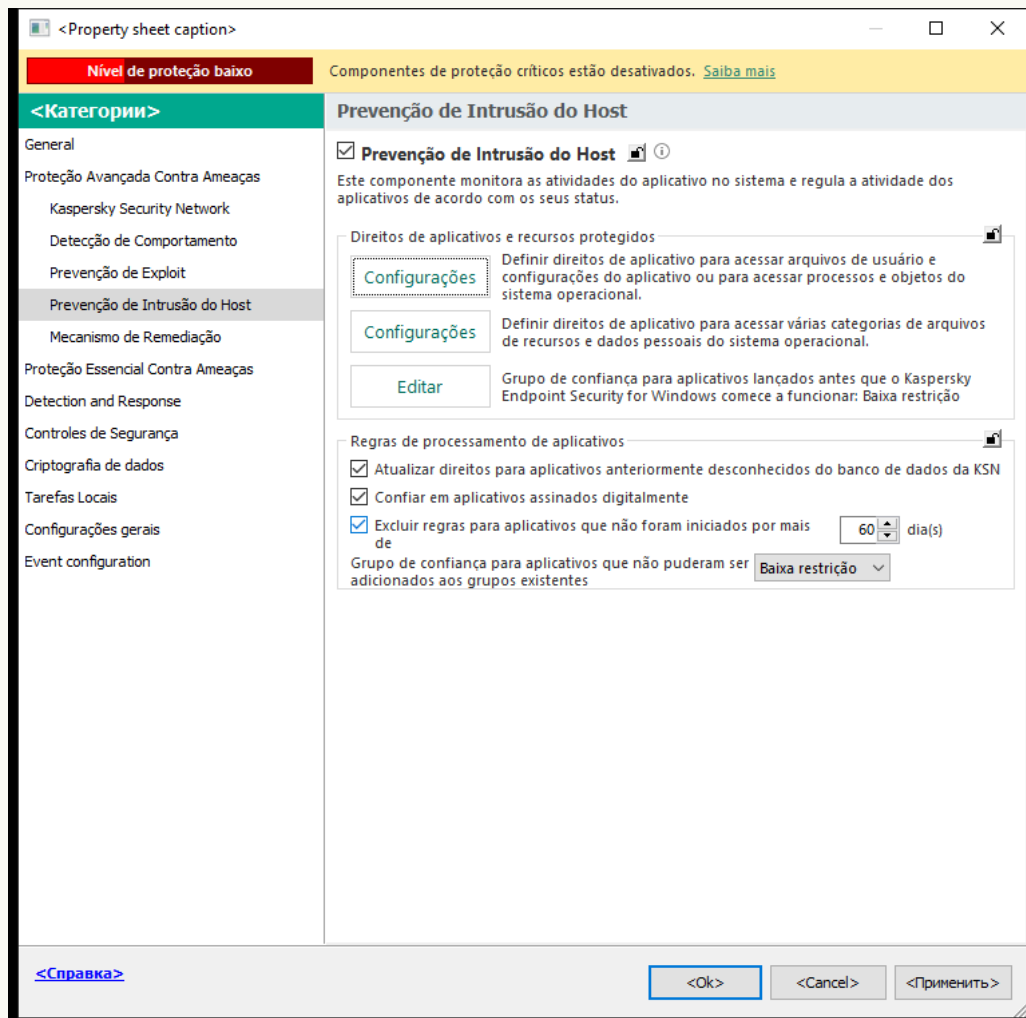 <Property sheet caption>
Nível de proteção baixo
Componentes de proteção críticos estão desativados. Saiba mais
<Категории>
General
Proteção Avançada Contra Ameaças
Kaspersky Security Network
Detecção de Comportamento
Prevenção de Exploit
Prevenção de Intrusão do Host
Mecanismo de Remediação
Proteção Essencial Contra Ameaças
Detection and Response
Controles de Segurança
Criptografia de dados
Tarefas Locais
Configurações gerais
Event configuration
Prevenção de Intrusão do Host
Prevenção de Intrusão do Host
Este componente monitora as atividades do aplicativo no sistema e regula a atividade dos
aplicativos de acordo com os seus status.
Direitos de aplicativos e recursos protegidos
Configurações
Definir direitos de aplicativo para acessar arquivos de usuário e
configurações do aplicativo ou para acessar processos e objetos do
sistema operacional.
Configurações
Definir direitos de aplicativo para acessar várias categorias de arquivos
de recursos e dados pessoais do sistema operacional.
Editar
Grupo de confiança para aplicativos lançados antes que o Kaspersky
Endpoint Security for Windows comece a funcionar: Baixa restrição
Regras de processamento de aplicativos
Atualizar direitos para aplicativos anteriormente desconhecidos do banco de dados da KSN
Confiar em aplicativos assinados digitalmente
Excluir regras para aplicativos que não foram iniciados por mais
de
60 dia(s)
Grupo de confiança para aplicativos que não puderam ser
adicionados aos grupos existentes
Baixa restrição
<Справка>
<Ok>
<Cancel>
<Применить>